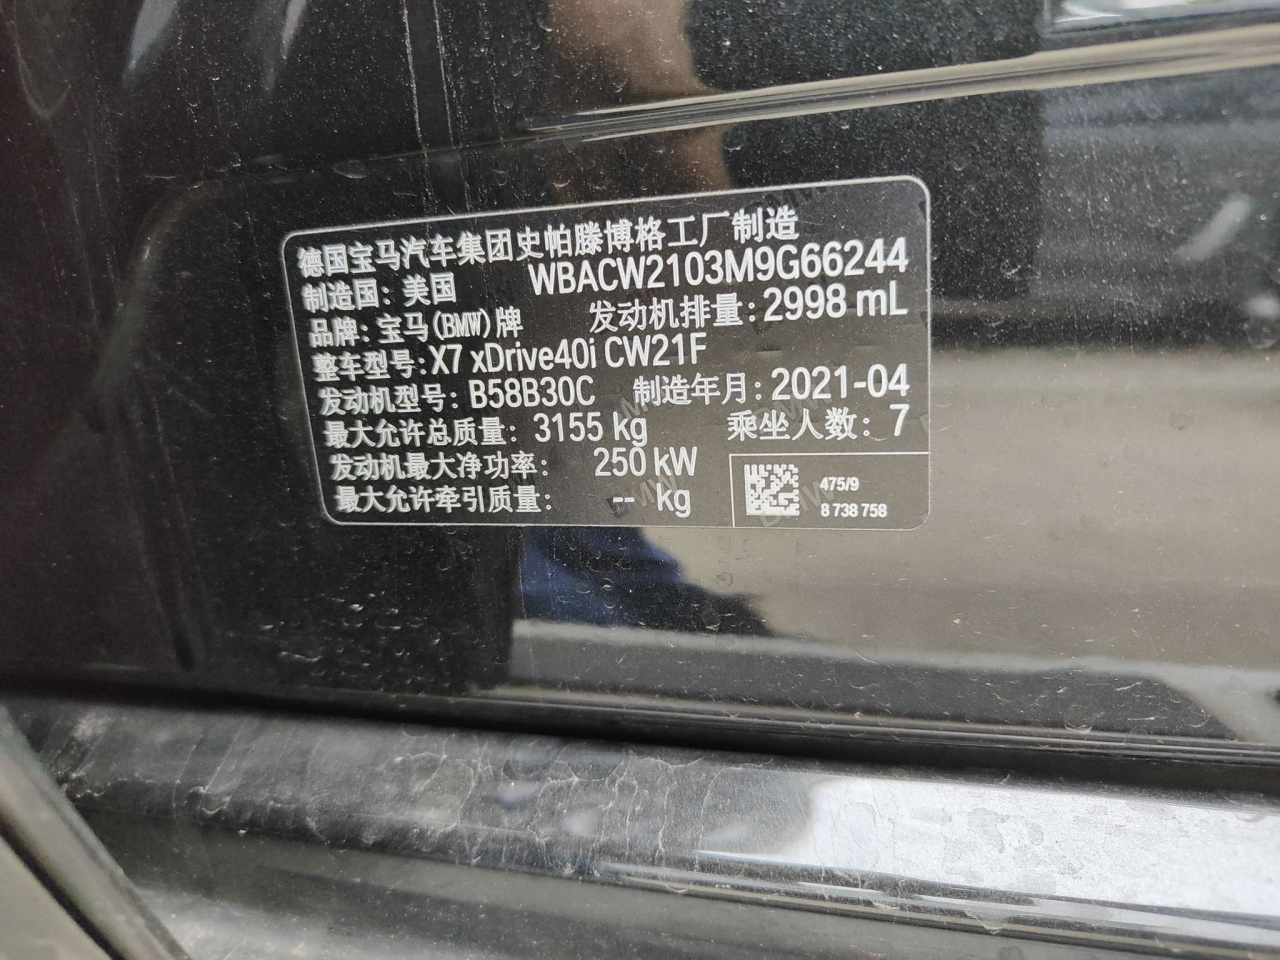 德国宝马汽车集团史帕滕博格工厂制造
制造国: 美国 WBACW2103M9G66244
品牌: 宝马(BMW)牌 发动机排量: 2998 mL
整车型号: X7 xDrive40i CW21F
发动机型号: B58B30C 制造年月: 2021-04
最大允许总质量: 3155 kg 乘坐人数: 7
发动机最大净功率: 250 kW
最大允许牵引质量: -- kg
475/9
8 738 758